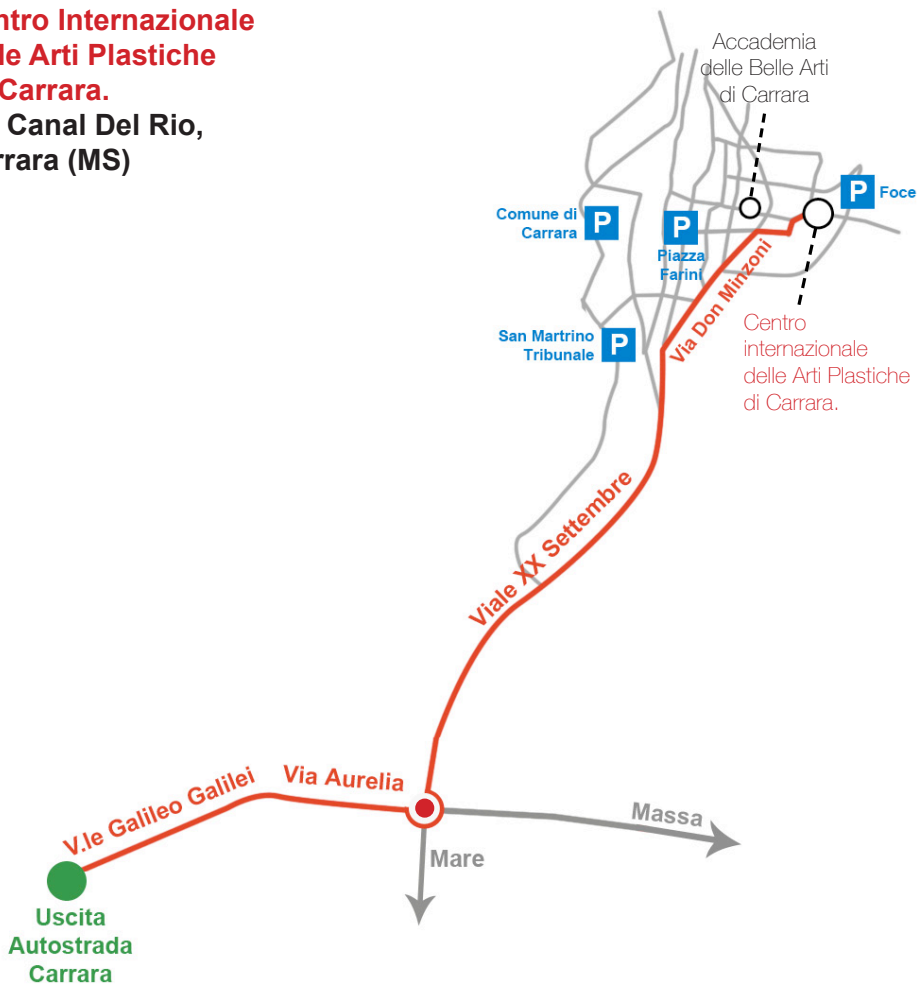 ntro Internazionale
le Arti Plastiche
Carrara.
Canal Del Rio,
rrara (MS)
Accademia
delle Belle Arti
di Carrara
P Foce
Comune di
Carrara
P
P
Piazza
Farini
Via Don Minzoni
San Martrino
Tribunale
P
Centro
internazionale
delle Arti Plastiche
di Carrara.
Viale XX Settembre
V.le Galileo Galilei
Via Aurelia
Massa
Mare
Uscita
Autostrada
Carrara